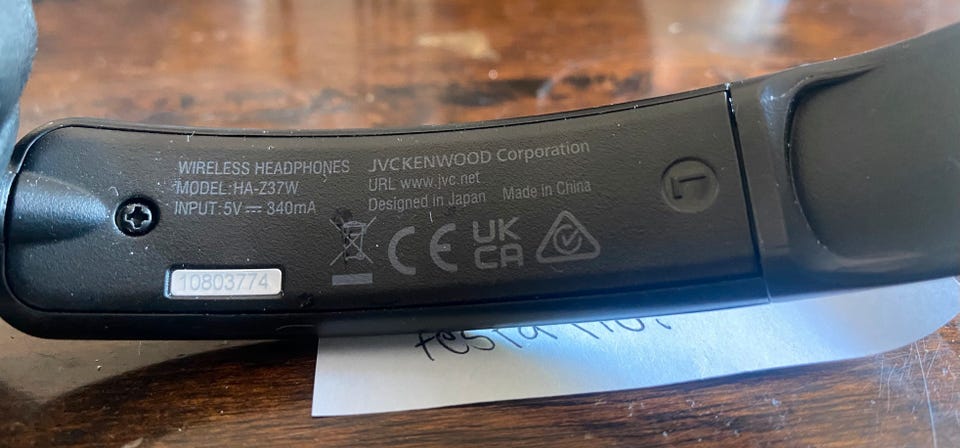 WIRELESS HEADPHONES
MODEL:HA-Z37W
INPUT:5V⎓340mA
JVCKENWOOD Corporation
URL www.jvc.net
Designed in Japan Made in China
CE
UK
CA
L
10803774